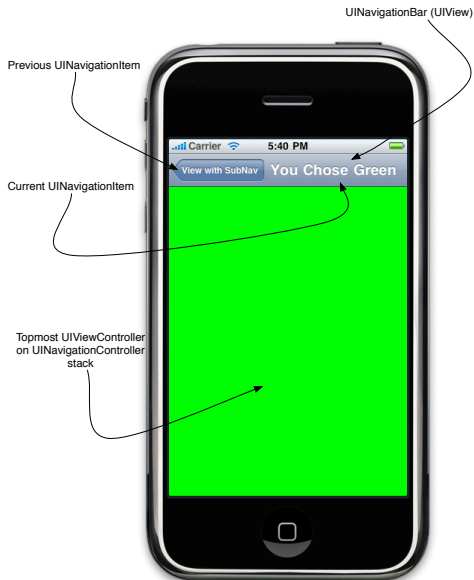 UINavigationBar (UIView)
Previous UINavigationItem
Carrier 5:40 PM
View with SubNav You Chose Green
Current UINavigationItem
Topmost UIViewController
on UINavigationController
stack